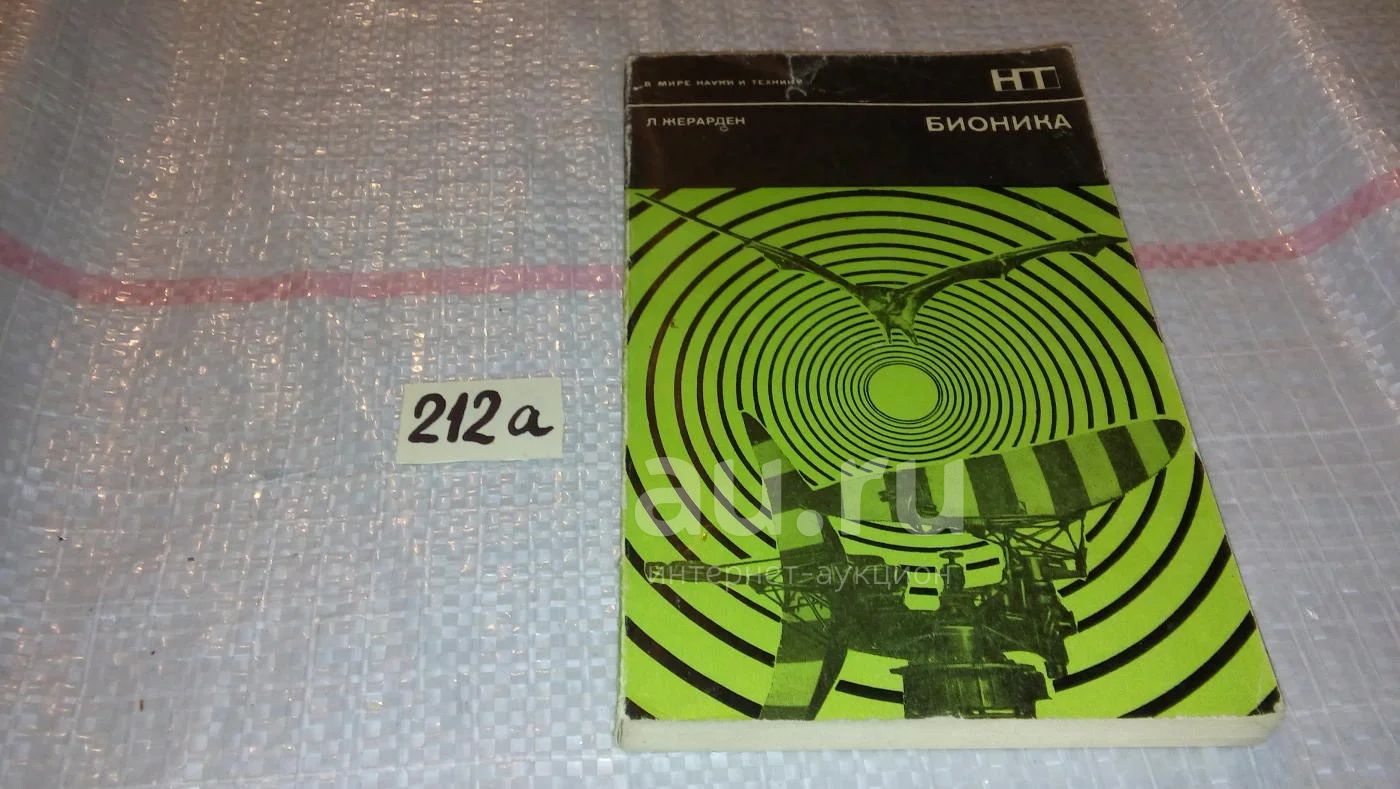 В МИРЕ НАУКИ И ТЕХНИКИ
НТ
Л. ЖЕРАРДЕН
БИОНИКА
212а
au.ru
интернет-аукцион